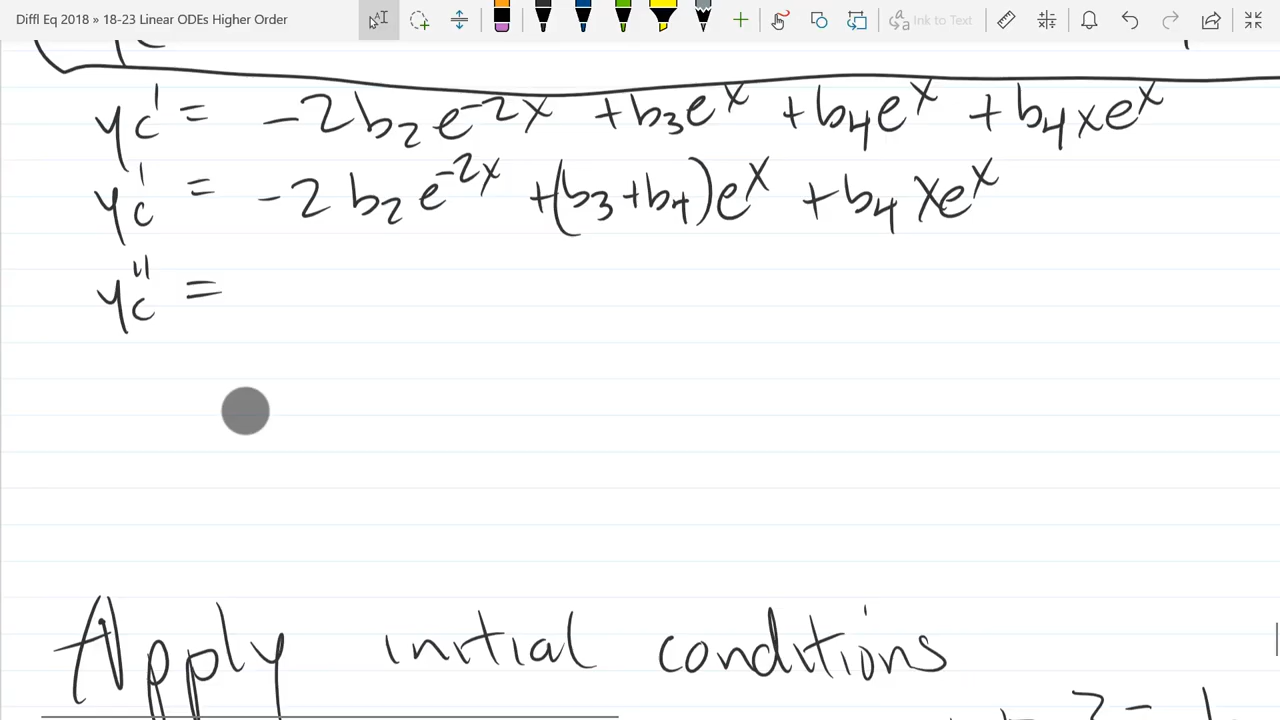 Diffl Eq 2018 » 18-23 Linear ODEs Higher Order
Ink to Text
yc' = -2b₂e^-2x + b₃e^x + b₄e^x + b₄xe^x
yc' = -2b₂e^-2x + (b₃+b₄)e^x + b₄xe^x
yc'' =
Apply initial conditions